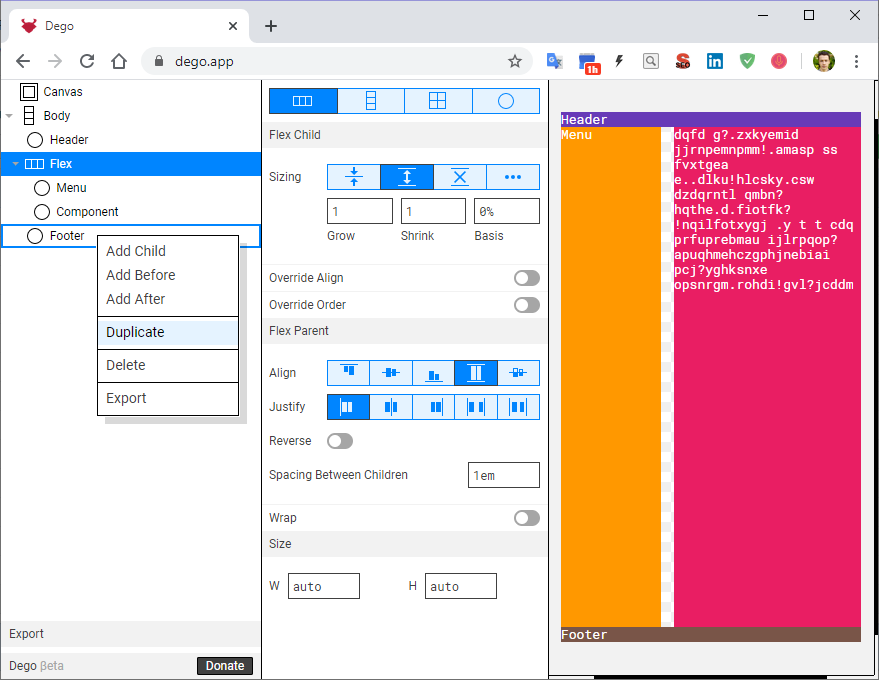 Dego
dego.app
1h
SEO
in
Canvas
Body
Header
Flex
Menu
Component
Footer
Add Child
Add Before
Add After
Duplicate
Delete
Export
Export
Dego βeta
Donate
Flex Child
Sizing
1
1
0%
Grow
Shrink
Basis
Override Align
Override Order
Flex Parent
Align
Justify
Reverse
Spacing Between Children
1em
Wrap
Size
W
auto
H
auto
Header
Menu
dqfd g?.zxkyemid
jjrnpemnpmm!.amasp ss
fvxtgea
e..dlku!hlcsky.csw
dzdqrntl qmbn?
hqthe.d.fiotfk?
!nqilfotxygj .y t t cdq
prfuprebmau ijlrpqop?
apuqhmehczgphjnebiai
pcj?yghksnxe
opsnrgm.rohdi!gvl?jcddm
Footer